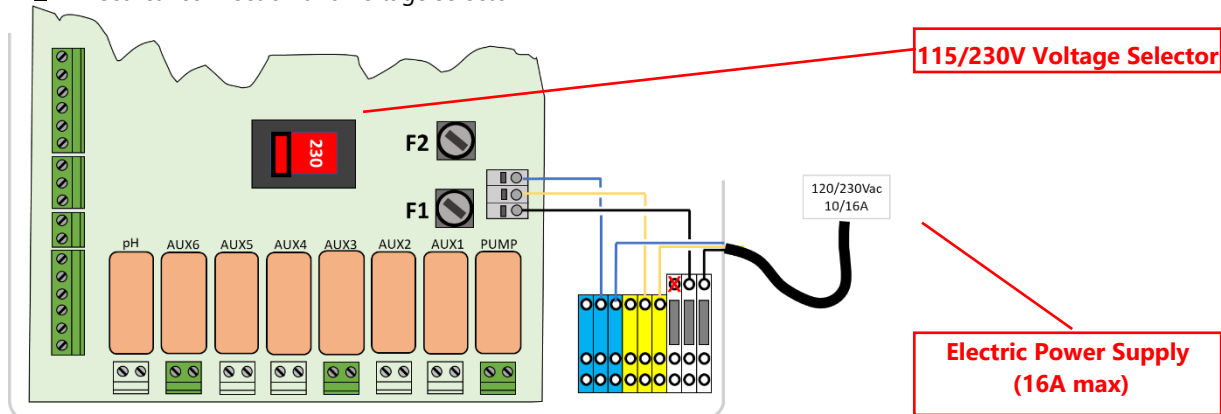 115/230V Voltage Selector
230
F2
F1
120/230Vac
10/16A
pH AUX6 AUX5 AUX4 AUX3 AUX2 AUX1 PUMP
Electric Power Supply
(16A max)